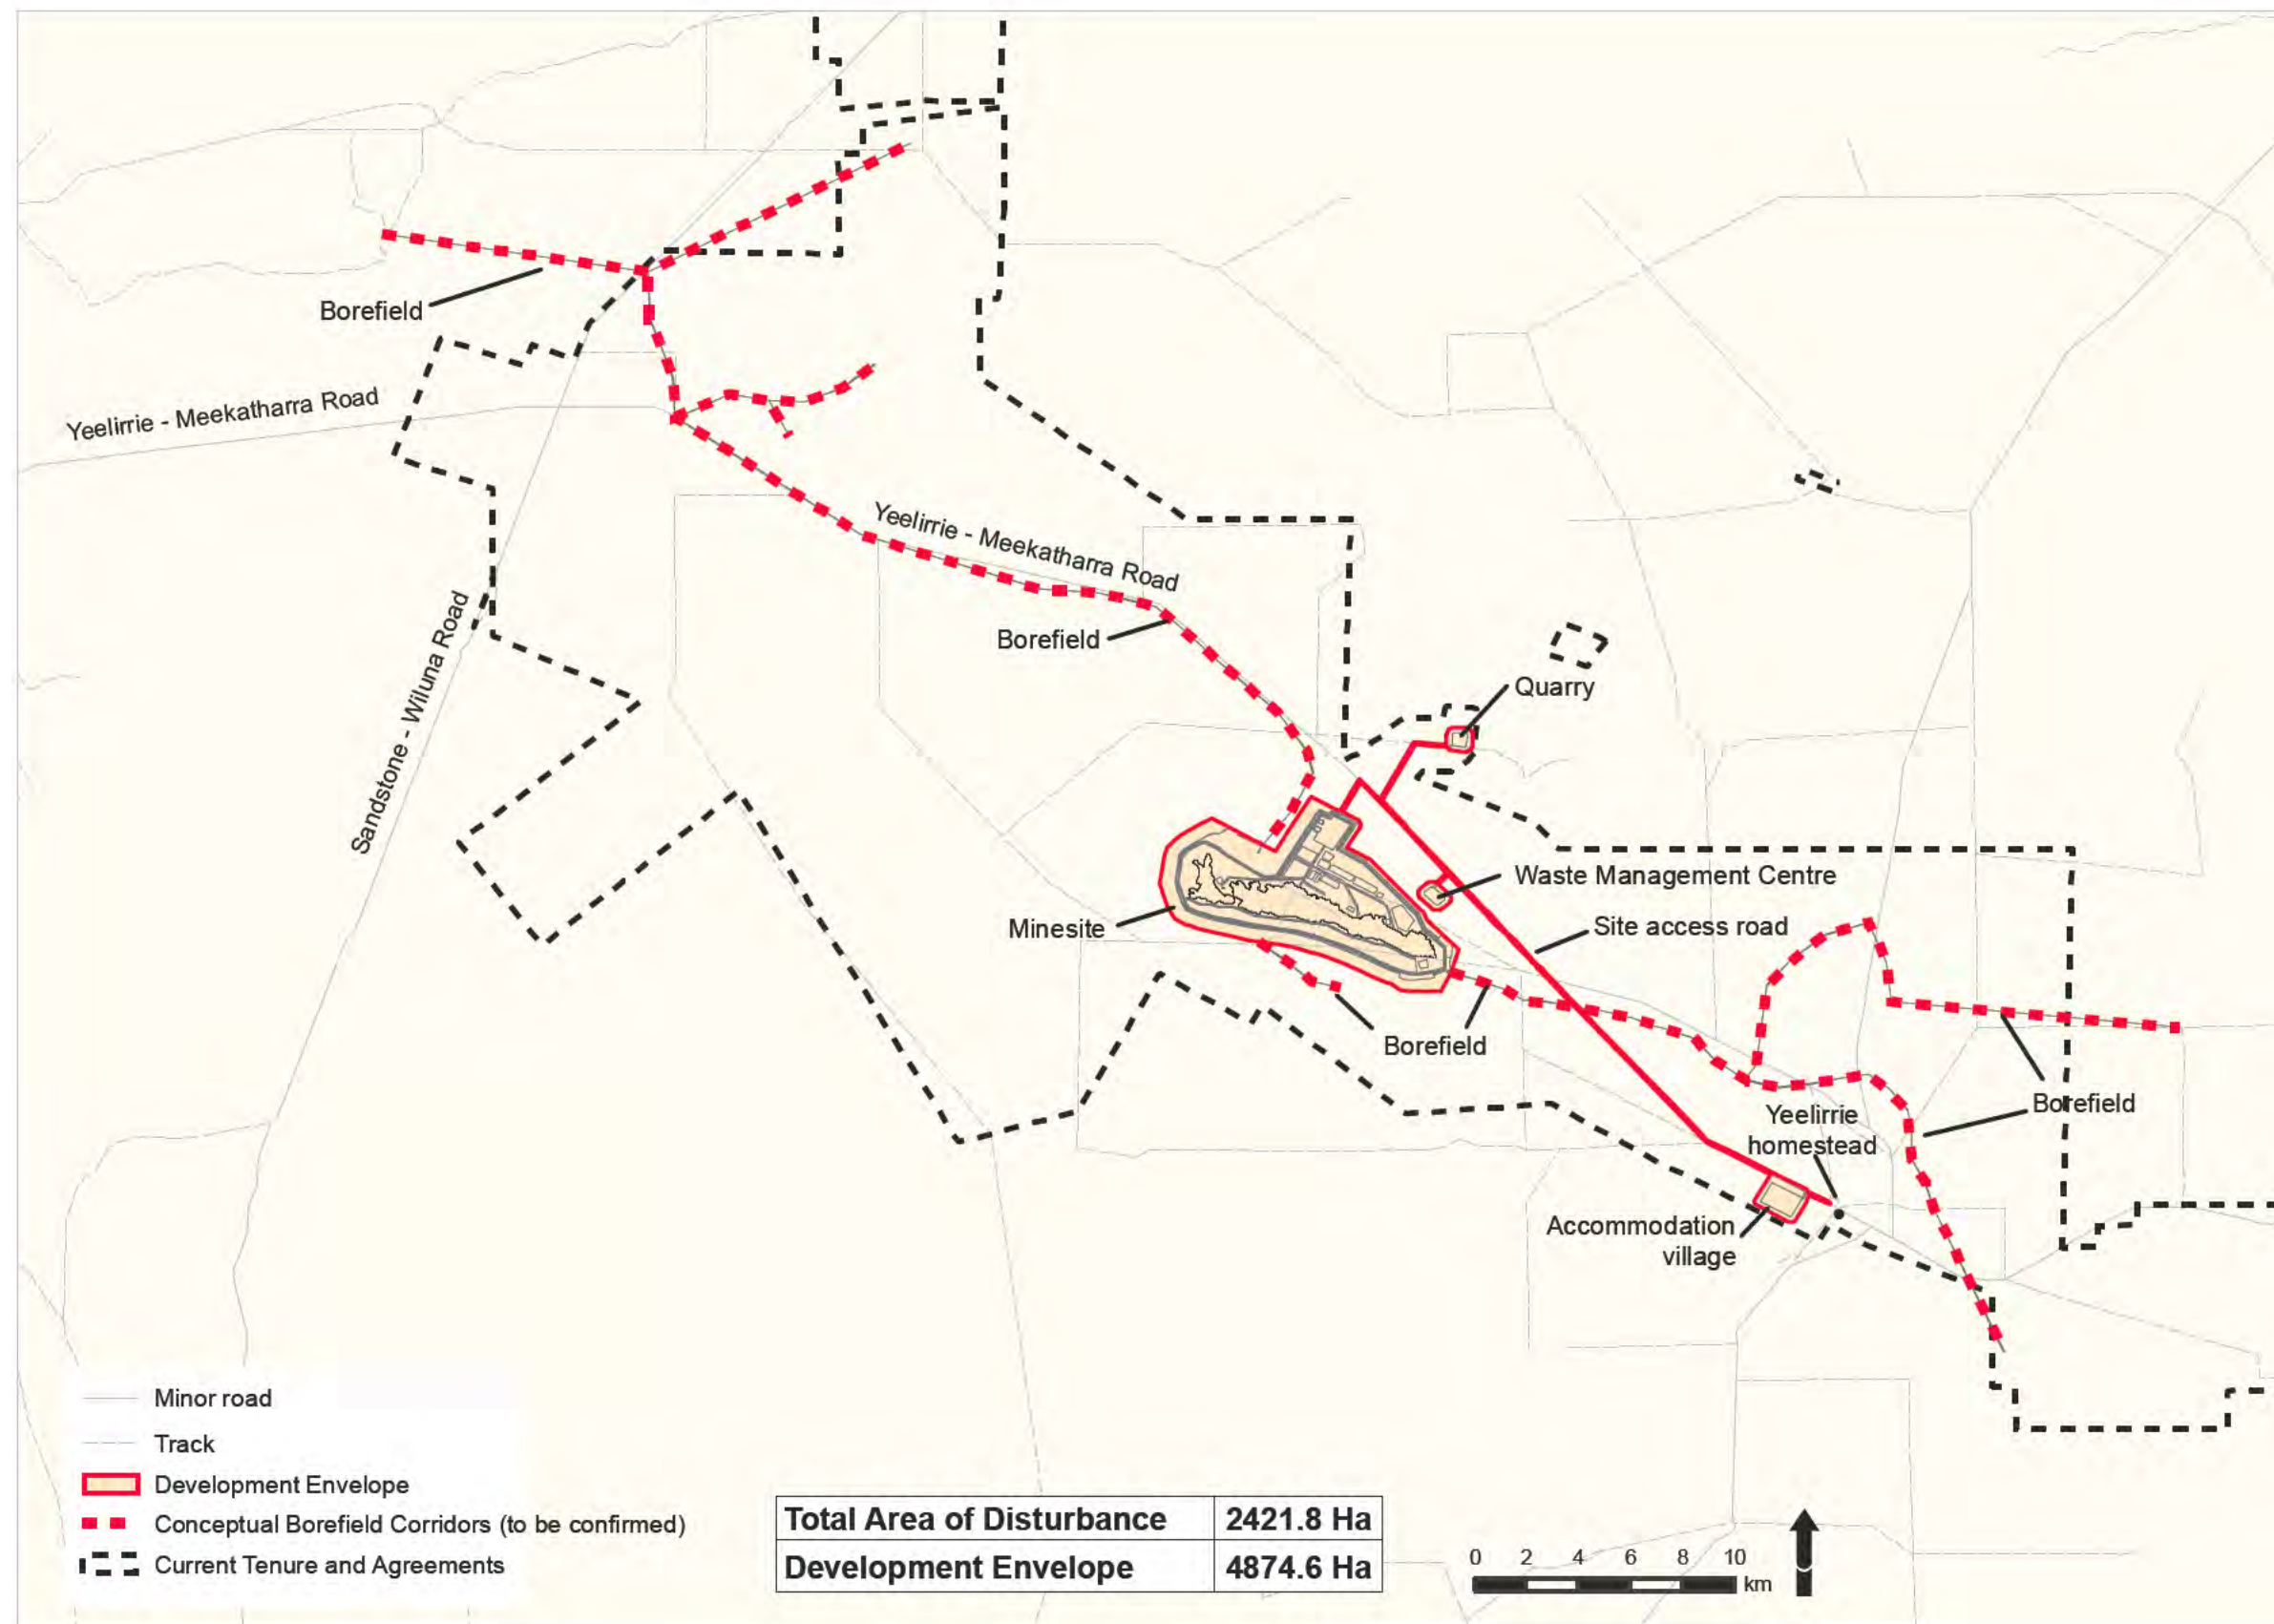 Borefield
Yeelirrie - Meekatharra Road
Yeelirrie - Meekatharra Road
Sandstone - Wiluna Road
Borefield
Quarry
Waste Management Centre
Minesite
Site access road
Borefield
Borefield
Yeelirrie
homestead
Accommodation
village
Minor road
Track
Development Envelope
Conceptual Borefield Corridors (to be confirmed)
Current Tenure and Agreements
Total Area of Disturbance 2421.8 Ha
Development Envelope 4874.6 Ha
0 2 4 6 8 10
km